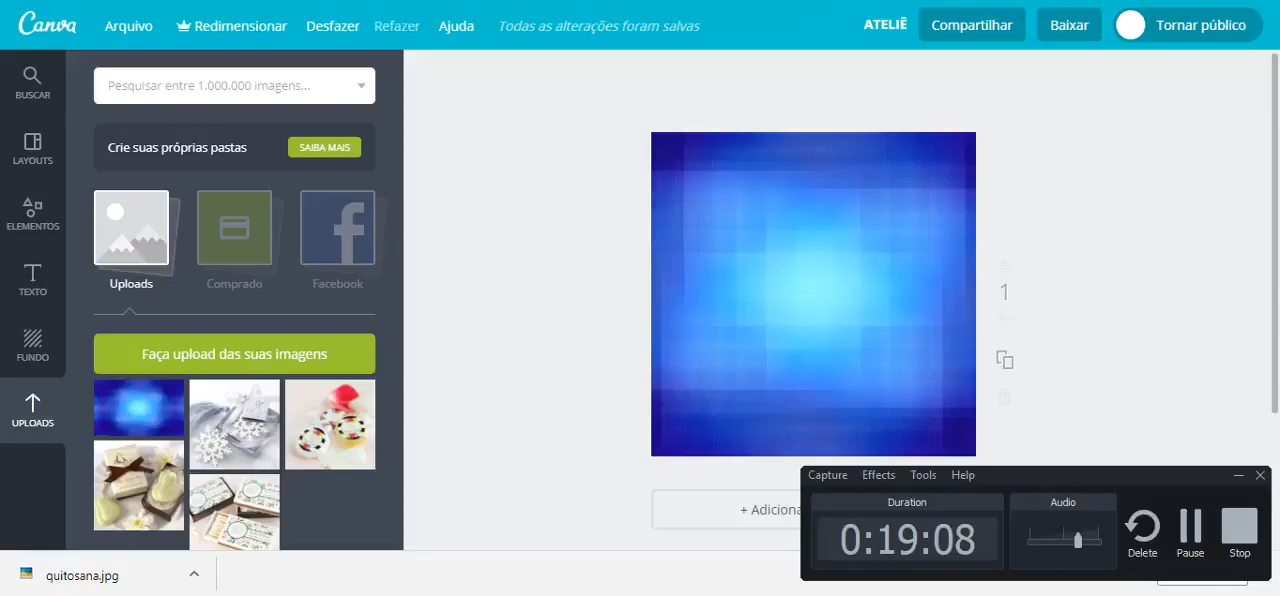 Canva
Arquivo
Redimensionar
Desfazer
Refazer
Ajuda
Todas as alterações foram salvas
ATELIÊ
Compartilhar
Baixar
Tornar público
BUSCAR
LAYOUTS
ELEMENTOS
TEXTO
FUNDO
UPLOADS
Pesquisar entre 1.000.000 imagens...
Crie suas próprias pastas
SAIBA MAIS
Uploads
Comprado
Facebook
Faça upload das suas imagens
1
+ Adiciona
Capture
Effects
Tools
Help
Duration
0:19:08
Audio
Delete
Pause
Stop
quitosana.jpg